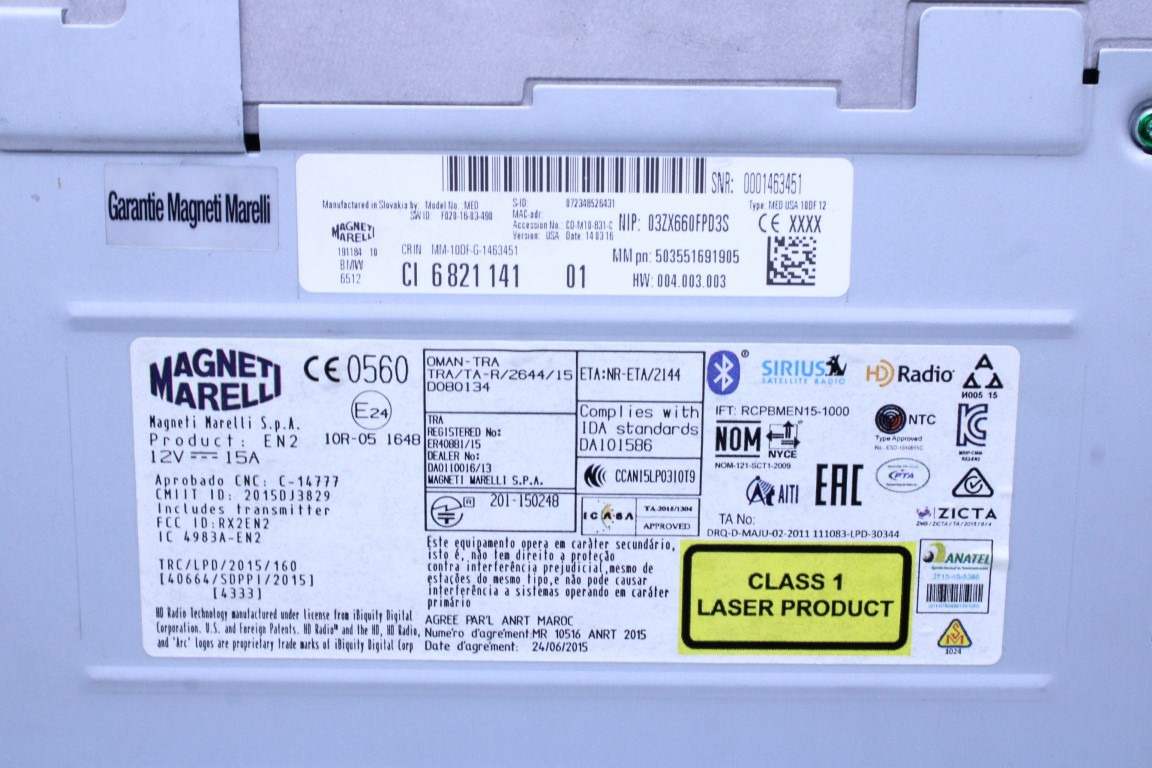 Garantie Magneti Marelli
SNR: 0001463451
Manufactured in Slovakia by: Model No.: MED
SW ID: F020-16-03-490
S-ID: 072348526431
MAC-adr:
Accession No.: CD-M10-831-C
Version: USA Date: 14 03 16
NIP: 03ZX660FPD3S
Type: MED USA 10DF 12
CE XXXX
MAGNETI MARELLI
191184 10
BMW
6512
CRIN MM-10DF-G-1463451
CI 6 821 141 01
MM pn: 503551691905
HW: 004.003.003
MAGNETI MARELLI
CE 0560
E24
10R-05 1648
Magneti Marelli S.p.A.
Product: EN2
12V 15A
Aprobado CNC: C-14777
CMIIT ID: 2015DJ3829
Includes transmitter
FCC ID:RX2EN2
IC 4983A-EN2
TRC/LPD/2015/160
[40664/SDPPI/2015]
[4333]
HD Radio Technology manufactured under license from iBiquity Digital
Corporation. U.S. and Foreign Patents. HD Radio™ and the HD, HD Radio,
and 'Arc' logos are proprietary trade marks of iBiquity Digital Corp
OMAN-TRA
TRA/TA-R/2644/15
D080134
TRA
REGISTERED No:
ER40881/15
DEALER No:
DA0110016/13
MAGNETI MARELLI S.P.A.
201-150248
ETA:NR-ETA/2144
Complies with
IDA standards
DA101586
CCAN15LP0310T9
ICASA
TA-2015/1304
APPROVED
Este equipamento opera em caráter secundário,
isto é, não tem direito a proteção
contra interferência prejudicial,mesmo de
estações do mesmo tipo,e não pode causar
interferência a sistemas operando em caráter
primário
AGREE PAR'L ANRT MAROC
Numero d'agrément:MR 10516 ANRT 2015
Date d'agrement: 24/06/2015
SIRIUS
SATELLITE RADIO
HD Radio
И005 15
IFT: RCPBMEN15-1000
NOM
NYCE
NOM-121-SCT1-2009
NTC
Type Approved
AITI
EAC
PTA
ZICTA
TA No:
DRQ-D-MAJU-02-2011 111083-LPD-30344
CLASS 1
LASER PRODUCT
ANATEL
1024